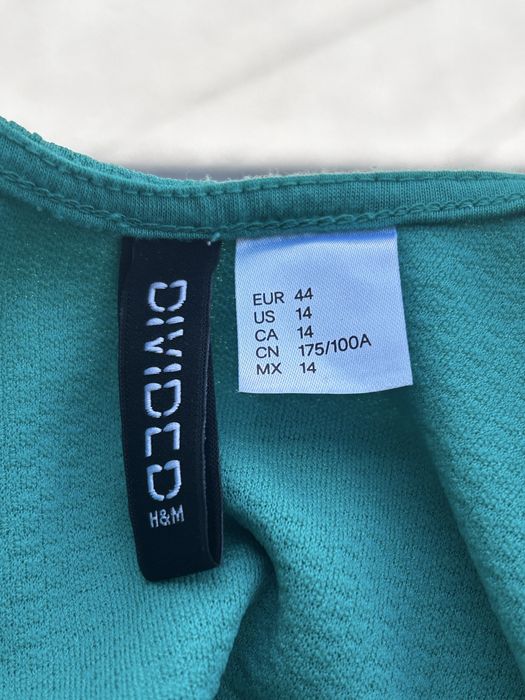 DIVIDED
H&M
EUR 44
US 14
CA 14
CN 175/100A
MX 14